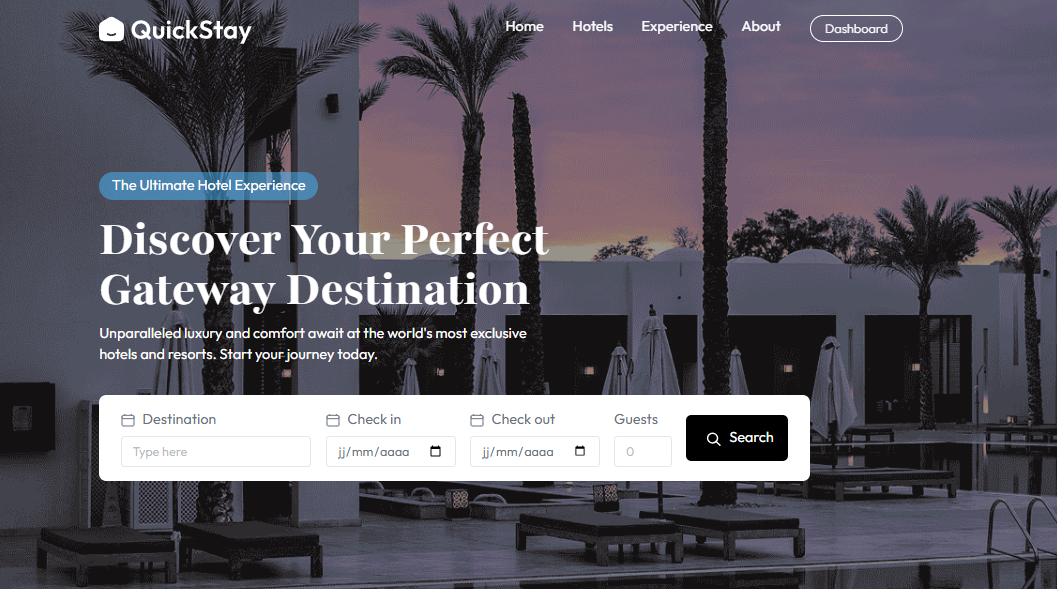 QuickStay
Home Hotels Experience About Dashboard
The Ultimate Hotel Experience
Discover Your Perfect
Gateway Destination
Unparalleled luxury and comfort await at the world's most exclusive
hotels and resorts. Start your journey today.
Destination Check in Check out Guests
Type here jj/mm/aaaa jj/mm/aaaa 0 Search